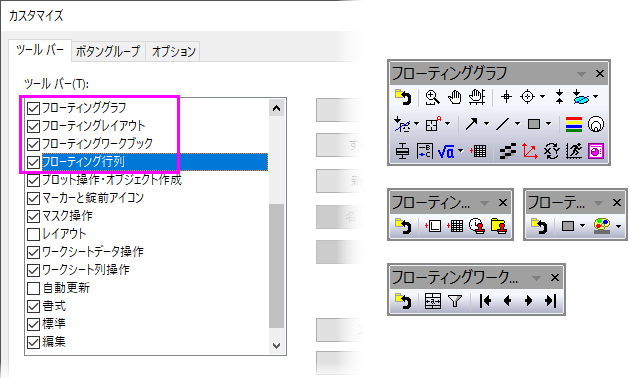 カスタマイズ
ツール バー
ボタングループ
オプション
ツール バー(T):
フローティンググラフ
フローティングレイアウト
フローティングワークブック
フローティング行列
プロット操作・オブジェクト作成
マーカーと錠前アイコン
マスク操作
レイアウト
ワークシートデータ操作
ワークシート列操作
自動更新
書式
標準
編集
フローティンググラフ
フローティン...
フローテ...
フローティングワーク...